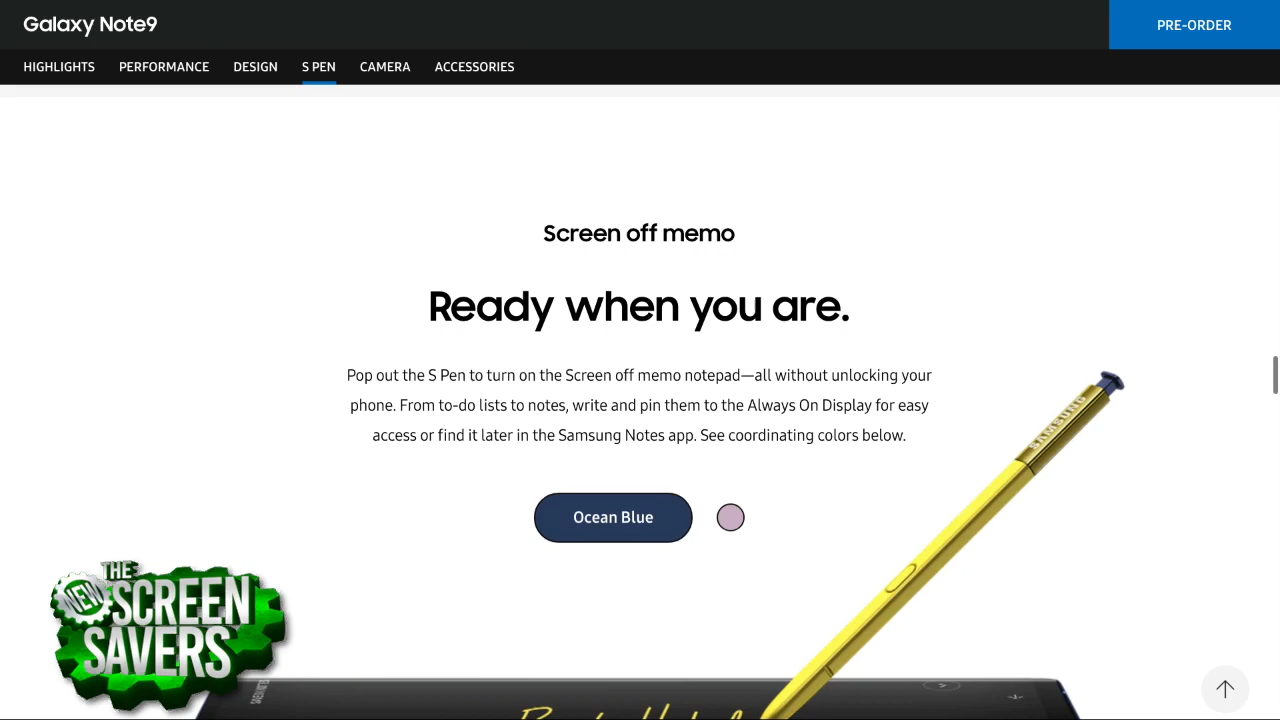 Galaxy Note9
PRE-ORDER
HIGHLIGHTS PERFORMANCE DESIGN S PEN CAMERA ACCESSORIES
Screen off memo
Ready when you are.
Pop out the S Pen to turn on the Screen off memo notepad—all without unlocking your
phone. From to-do lists to notes, write and pin them to the Always On Display for easy
access or find it later in the Samsung Notes app. See coordinating colors below.
SAMSUNG
Ocean Blue
THE
NEW
SCREEN
SAVERS